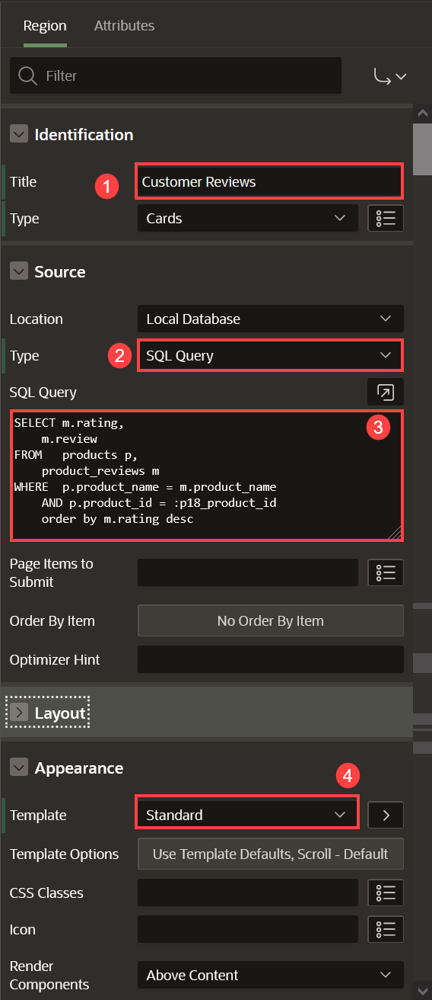 Region Attributes
Filter
Identification
Title 1 Customer Reviews
Type Cards
Source
Location Local Database
Type 2 SQL Query
SQL Query
3
SELECT m.rating,
    m.review
FROM   products p,
    product_reviews m
WHERE  p.product_name = m.product_name
    AND p.product_id = :p18_product_id
    order by m.rating desc
Page Items to
Submit
Order By Item No Order By Item
Optimizer Hint
Layout
Appearance
4
Template Standard
Template Options Use Template Defaults, Scroll - Default
CSS Classes
Icon
Render
Components
Above Content